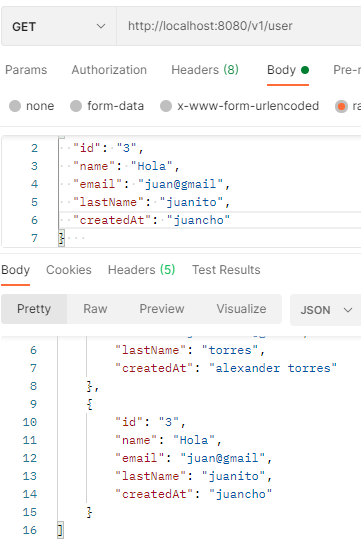 GET http://localhost:8080/v1/user
Params Authorization Headers (8) Body Pre-r
none form-data x-www-form-urlencoded ra
2 "id": "3",
3 "name": "Hola",
4 "email": "juan@gmail",
5 "lastName": "juanito",
6 "createdAt": "juancho"
7 }
Body Cookies Headers (5) Test Results
Pretty Raw Preview Visualize JSON
6 "lastName": "torres",
7 "createdAt": "alexander torres"
8 },
9 {
10 "id": "3",
11 "name": "Hola",
12 "email": "juan@gmail",
13 "lastName": "juanito",
14 "createdAt": "juancho"
15 }
16 ]